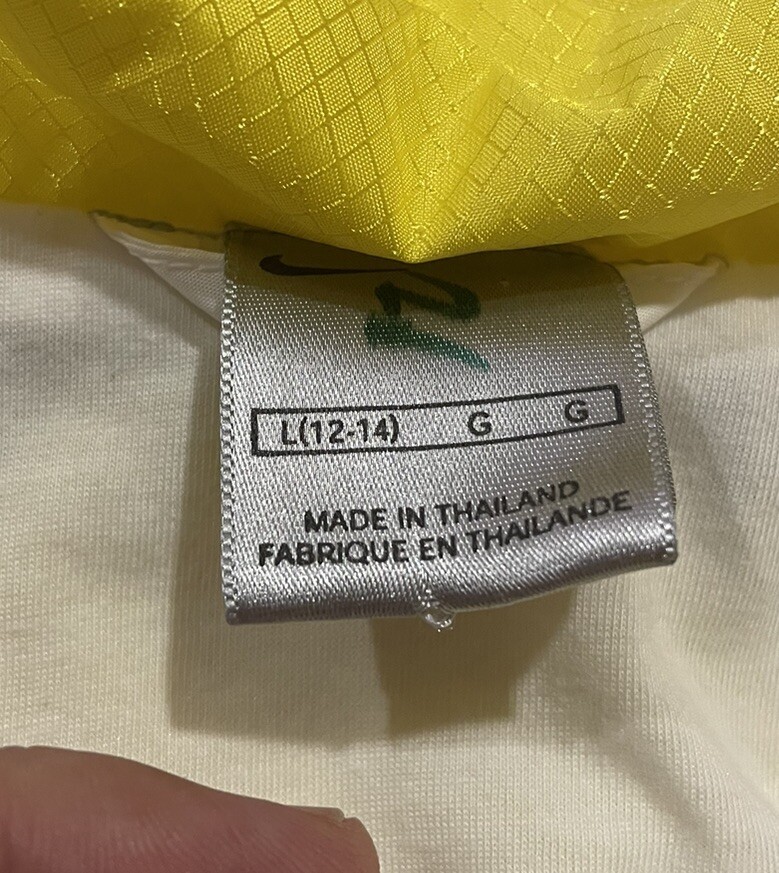 L(12-14) G G
MADE IN THAILAND
FABRIQUE EN THAILANDE